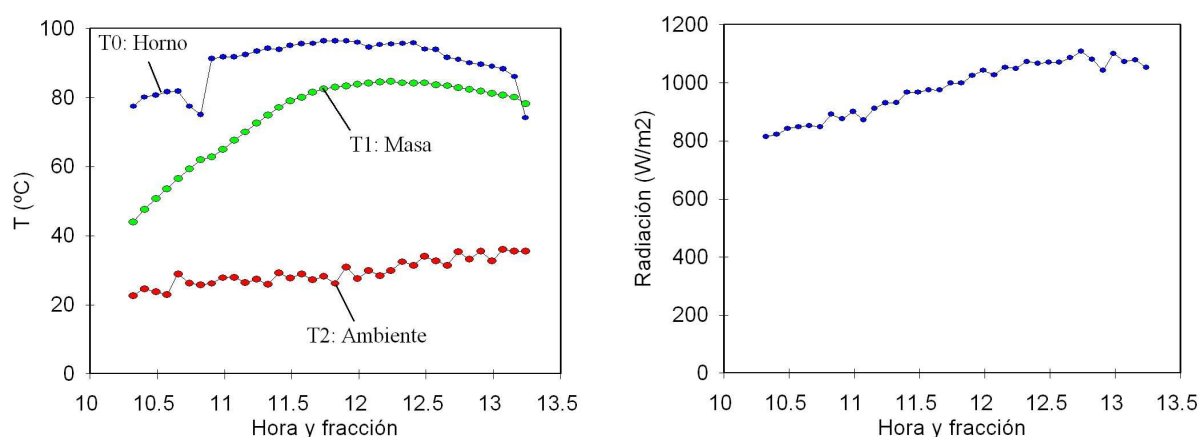 100
80
60
40
20
0
T (ºC)
T0: Horno
T1: Masa
T2: Ambiente
10 10.5 11 11.5 12 12.5 13 13.5
Hora y fracción
1200
1000
800
600
400
200
0
Radiación (W/m2)
10 10.5 11 11.5 12 12.5 13 13.5
Hora y fracción